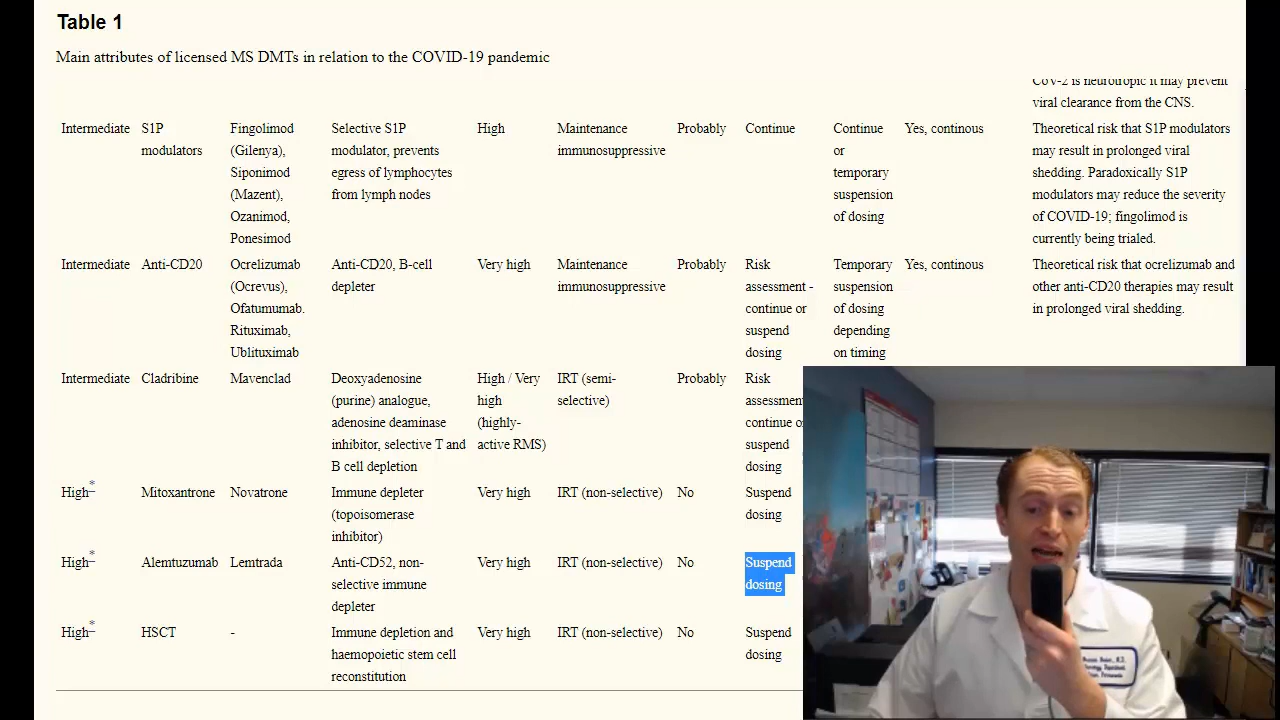 Table 1
Main attributes of licensed MS DMTs in relation to the COVID-19 pandemic
CoV-2 is neurotropic it may prevent
viral clearance from the CNS.
Intermediate S1P Fingolimod Selective S1P High Maintenance Probably Continue Continue Yes, continous Theoretical risk that S1P modulators
modulators (Gilenya), modulator, prevents immunosuppressive or may result in prolonged viral
Siponimod egress of lymphocytes temporary shedding. Paradoxically S1P
(Mazent), from lymph nodes suspension modulators may reduce the severity
Ozanimod, of dosing of COVID-19; fingolimod is
Ponesimod currently being trialed.
Intermediate Anti-CD20 Ocrelizumab Anti-CD20, B-cell Very high Maintenance Probably Risk Temporary Yes, continous Theoretical risk that ocrelizumab and
(Ocrevus), depleter immunosuppressive assessment - suspension other anti-CD20 therapies may result
Ofatumumab. continue or of dosing in prolonged viral shedding.
Rituximab, suspend depending
Ublituximab dosing on timing
Intermediate Cladribine Mavenclad Deoxyadenosine High / Very IRT (semi- Probably Risk
(purine) analogue, high selective) assessment
adenosine deaminase (highly- continue
inhibitor, selective T and active RMS) suspend
B cell depletion dosing
High* Mitoxantrone Novatrone Immune depleter Very high IRT (non-selective) No Suspend
(topoisomerase dosing
inhibitor)
High* Alemtuzumab Lemtrada Anti-CD52, non- Very high IRT (non-selective) No Suspend
selective immune dosing
depleter
High* HSCT - Immune depletion and Very high IRT (non-selective) No Suspend
haemopoietic stem cell dosing
reconstitution